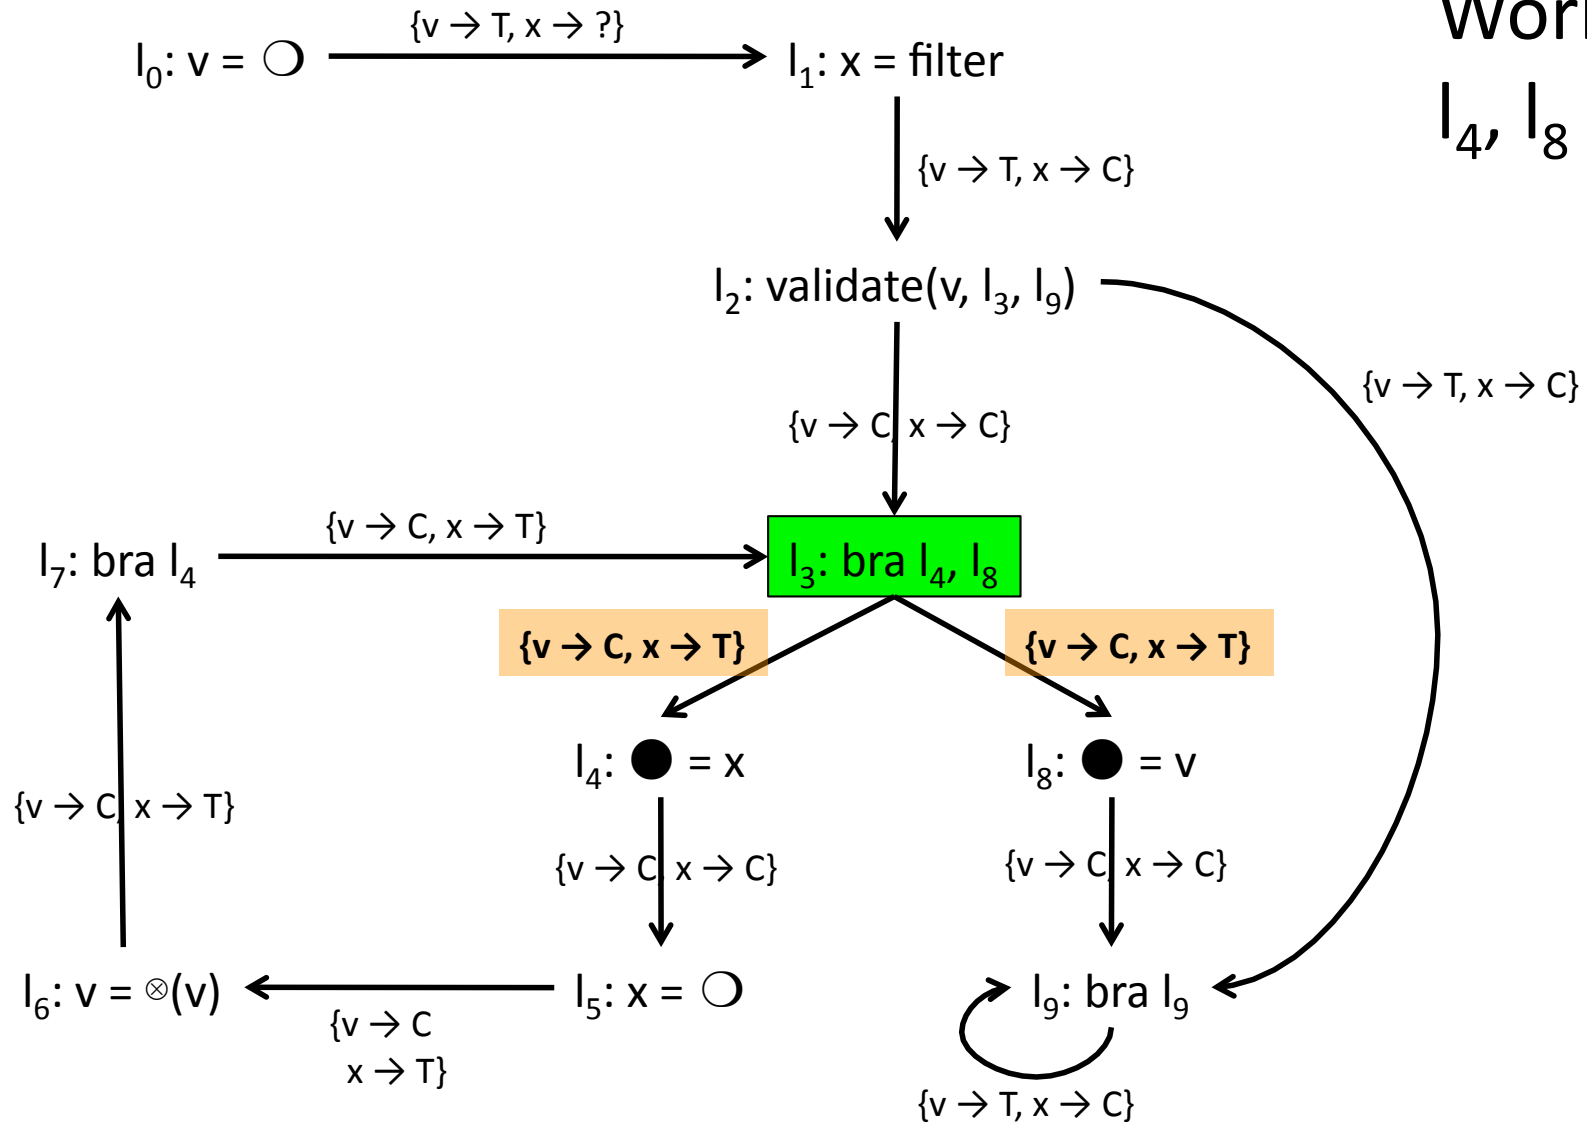 {v → T, x → ?}
l0: v = ❍
l1: x = filter
l4, l8
{v → T, x → C}
l2: validate(v, l3, l9)
{v → T, x → C}
{v → C, x → C}
{v → C, x → T}
l7: bra l4
l3: bra l4, l8
{v → C, x → T}
{v → C, x → T}
l4: ● = x
l8: ● = v
{v → C, x → T}
{v → C, x → C}
{v → C, x → C}
l6: v = ⊗(v)
l5: x = ❍
l9: bra l9
{v → C
x → T}
{v → T, x → C}